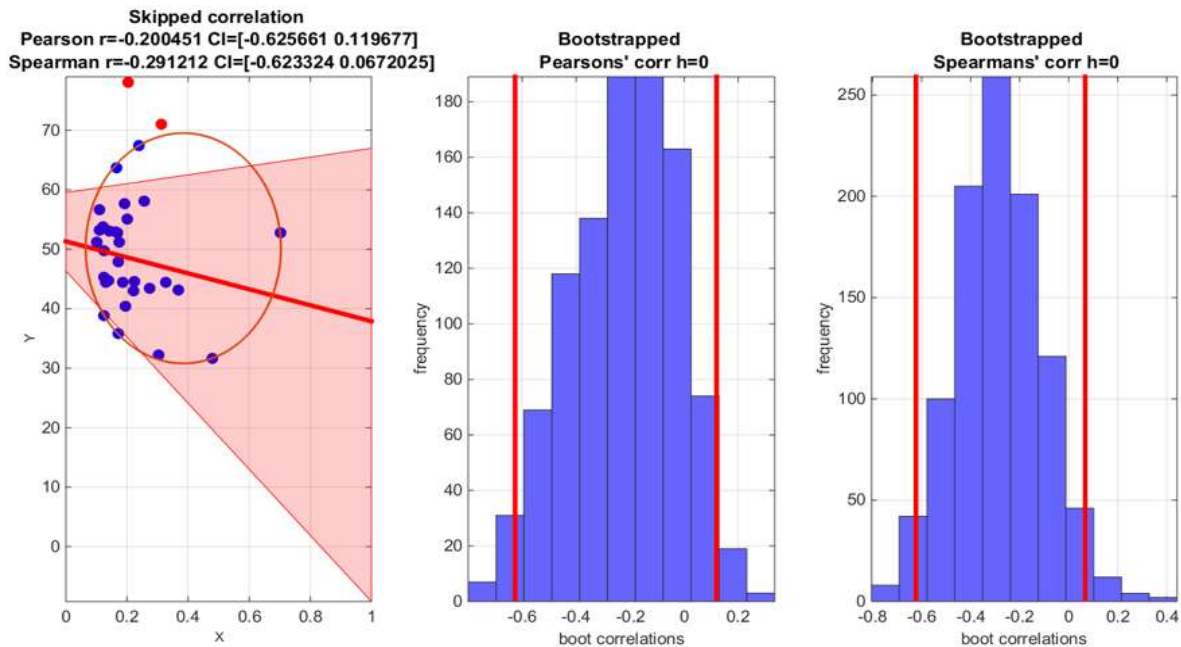 Skipped correlation
Pearson r=-0.200451 CI=[-0.625661 0.119677]
Spearman r=-0.291212 CI=[-0.623324 0.0672025]
70
60
50
40
30
20
10
0
Y
0 0.2 0.4 0.6 0.8 1
X
Bootstrapped
Pearsons' corr h=0
180
160
140
120
100
80
60
40
20
0
frequency
-0.6 -0.4 -0.2 0 0.2
boot correlations
Bootstrapped
Spearmans' corr h=0
250
200
150
100
50
0
frequency
-0.8 -0.6 -0.4 -0.2 0 0.2 0.4
boot correlations